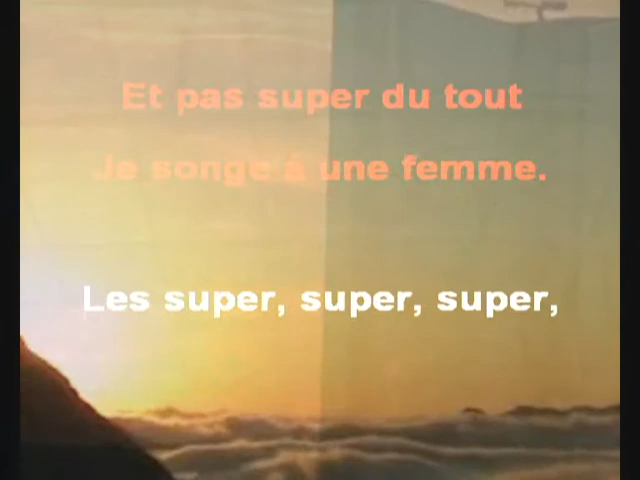 Et pas super du tout
Je songe à une femme.
Les super, super, super,